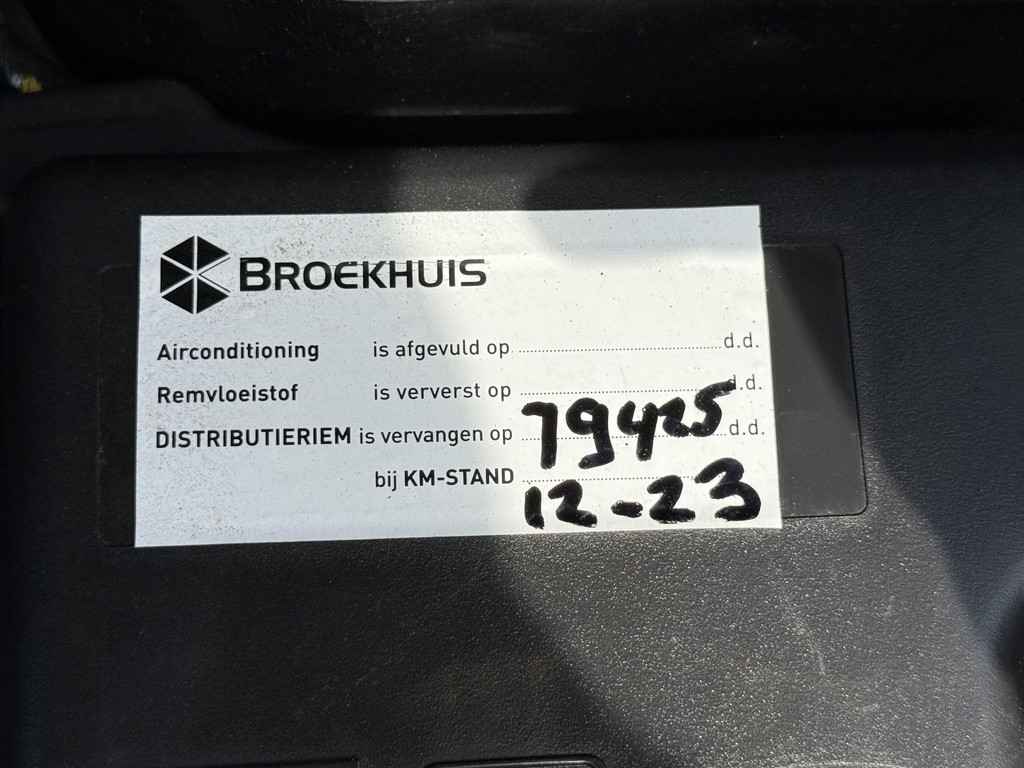 BROEKHUIS
Airconditioning is afgevuld op ........................ d.d.
Remvloeistof is ververst op ........................ d.d.
DISTRIBUTIERIEM is vervangen op 79425 d.d.
bij KM-STAND 12-23